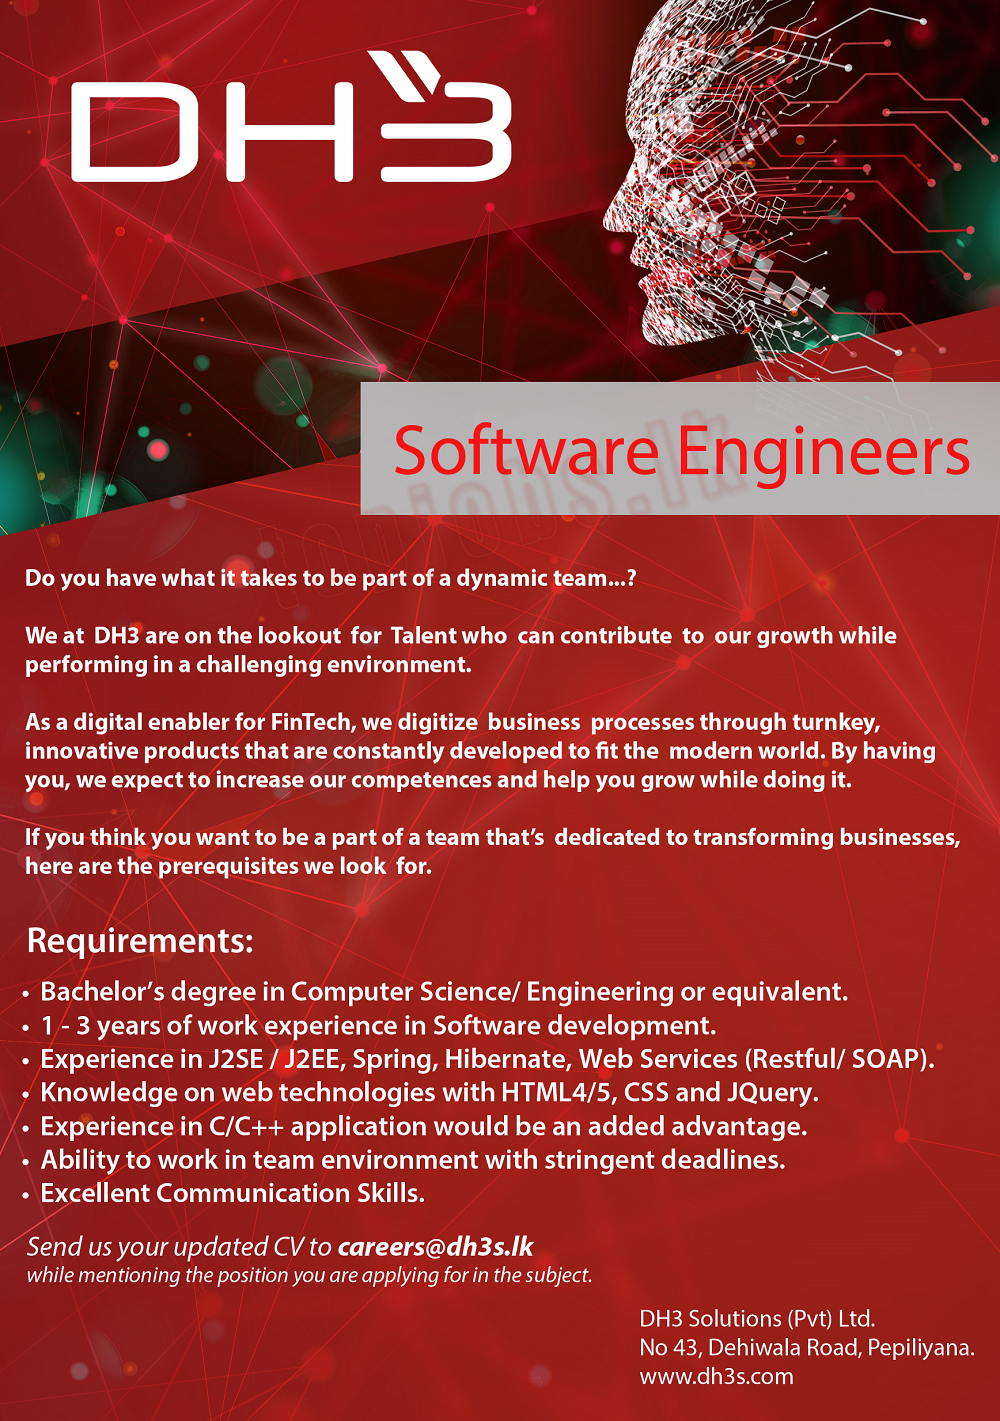 DH3
Software Engineers
topjobs.lk
Do you have what it takes to be part of a dynamic team...?
We at DH3 are on the lookout for Talent who can contribute to our growth while
performing in a challenging environment.
As a digital enabler for FinTech, we digitize business processes through turnkey,
innovative products that are constantly developed to fit the modern world. By having
you, we expect to increase our competences and help you grow while doing it.
If you think you want to be a part of a team that's dedicated to transforming businesses,
here are the prerequisites we look for.
Requirements:
• Bachelor's degree in Computer Science/ Engineering or equivalent.
• 1 - 3 years of work experience in Software development.
• Experience in J2SE / J2EE, Spring, Hibernate, Web Services (Restful/ SOAP).
• Knowledge on web technologies with HTML4/5, CSS and JQuery.
• Experience in C/C++ application would be an added advantage.
• Ability to work in team environment with stringent deadlines.
• Excellent Communication Skills.
Send us your updated CV to careers@dh3s.lk
while mentioning the position you are applying for in the subject.
DH3 Solutions (Pvt) Ltd.
No 43, Dehiwala Road, Pepiliyana.
www.dh3s.com